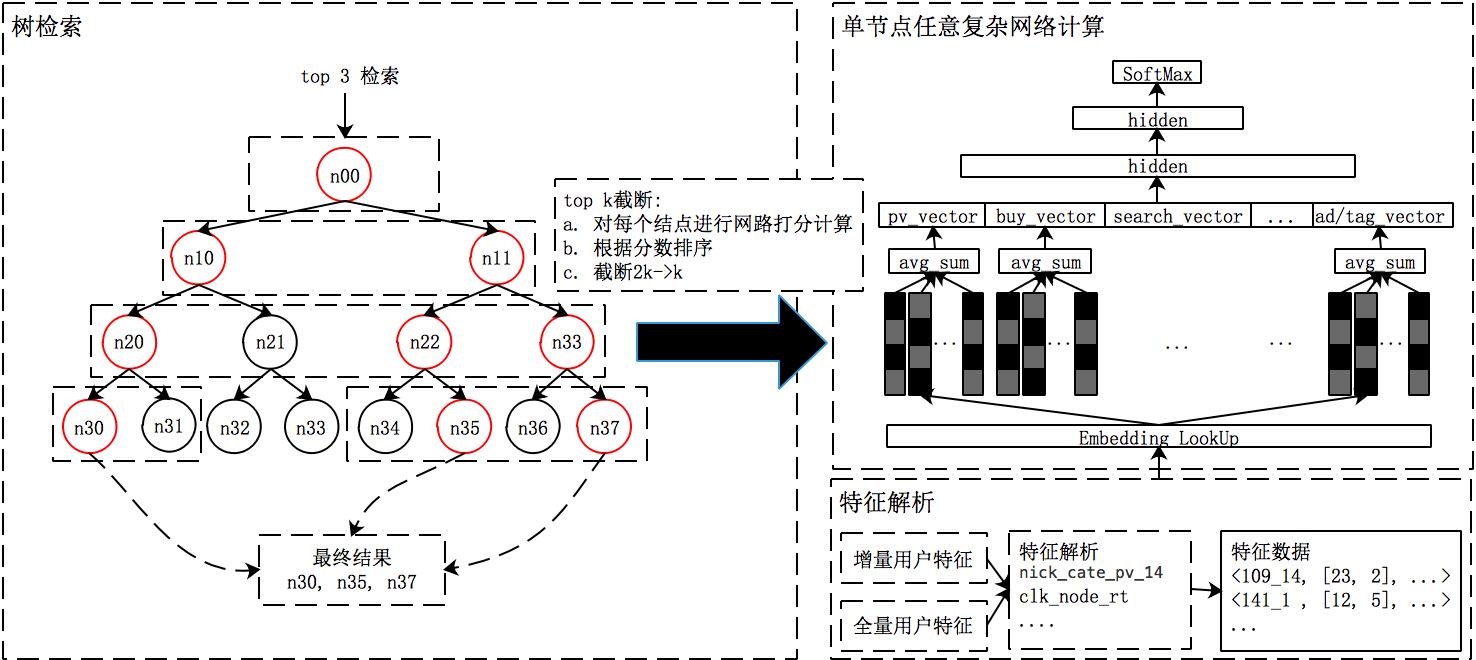 树检索
top 3 检索
n00
n10
n11
n20
n21
n22
n33
n30
n31
n32
n33
n34
n35
n36
n37
最终结果
n30, n35, n37
top k截断:
a. 对每个结点进行网路打分计算
b. 根据分数排序
c. 截断2k->k
单节点任意复杂网络计算
SoftMax
hidden
hidden
pv_vector
buy_vector
search_vector
...
ad/tag_vector
avg_sum
avg_sum
avg_sum
...
...
...
...
...
Embedding LookUp
特征解析
增量用户特征
全量用户特征
特征解析
nick_cate_pv_14
clk_node_rt
....
特征数据
<109_14, [23, 2], ...>
<141_1 , [12, 5], ...>
...